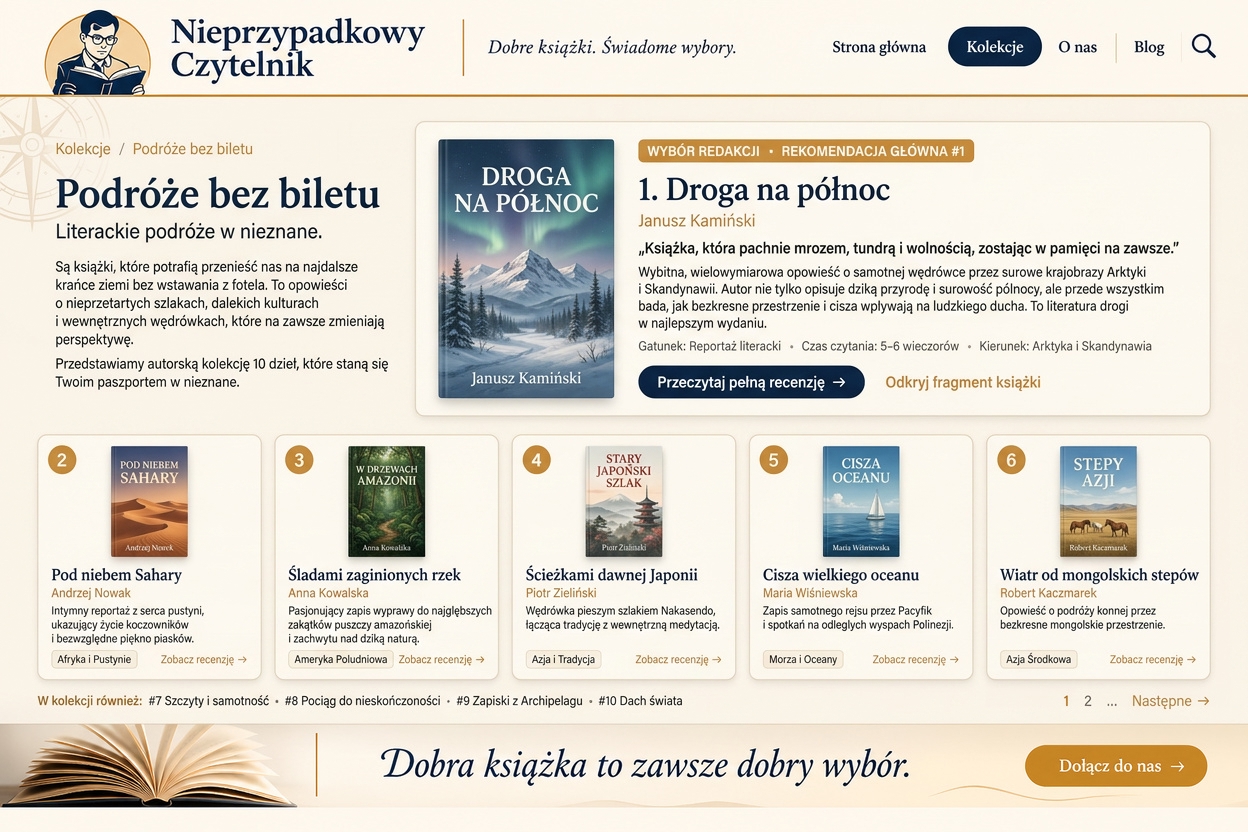 Nieprzypadkowy
Czytelnik
Dobre książki. Świadome wybory.
Strona główna
Kolekcje
O nas
Blog
Kolekcje / Podróże bez biletu
Podróże bez biletu
Literackie podróże w nieznane.
Są książki, które potrafią przenieść nas na najdalsze
krańce ziemi bez wstawania z fotela. To opowieści
o nieprzetartych szlakach, dalekich kulturach
i wewnętrznych wędrówkach, które na zawsze zmieniają
perspektywę.
Przedstawiamy autorską kolekcję 10 dzieł, które staną się
Twoim paszportem w nieznane.
DROGA
NA PÓŁNOC
Janusz Kamiński
WYBÓR REDAKCJI • REKOMENDACJA GŁÓWNA #1
1. Droga na północ
Janusz Kamiński
„Książka, która pachnie mrozem, tundrą i wolnością, zostając w pamięci na zawsze.”
Wybitna, wielowymiarowa opowieść o samotnej wędrówce przez surowe krajobrazy Arktyki
i Skandynawii. Autor nie tylko opisuje dziką przyrodę i surowość północy, ale przede wszystkim
bada, jak bezkresne przestrzenie i cisza wpływają na ludzkiego ducha. To literatura drogi
w najlepszym wydaniu.
Gatunek: Reportaż literacki • Czas czytania: 5–6 wieczorów • Kierunek: Arktyka i Skandynawia
Przeczytaj pełną recenzję →
Odkryj fragment książki
2
POD NIEBEM
SAHARY
Andrzej Nowak
Pod niebem Sahary
Andrzej Nowak
Intymny reportaż z serca pustyni,
ukazujący życie koczowników
i bezwzględne piękno piasków.
Afryka i Pustynie
Zobacz recenzję →
3
W DRZEWACH
AMAZONII
Anna Kowalska
Śladami zaginionych rzek
Anna Kowalska
Pasjonujący zapis wyprawy do najgłębszych
zakątków puszczy amazońskiej
i zachwytu nad dziką naturą.
Ameryka Południowa
Zobacz recenzję →
4
STARY
JAPOŃSKI
SZLAK
Piotr Zieliński
Ścieżkami dawnej Japonii
Piotr Zieliński
Wędrówka pieszym szlakiem Nakasendo,
łącząca tradycję z wewnętrzną medytacją.
Azja i Tradycja
Zobacz recenzję →
5
CISZA
OCEANU
Maria Wiśniewska
Cisza wielkiego oceanu
Maria Wiśniewska
Zapis samotnego rejsu przez Pacyfik
i spotkań na odległych wyspach Polinezji.
Morza i Oceany
Zobacz recenzję →
6
STEPY
AZJI
Robert Kaczmarek
Wiatr od mongolskich stepów
Robert Kaczmarek
Opowieść o podróży konnej przez
bezkresne mongolskie przestrzenie.
Azja Środkowa
Zobacz recenzję →
W kolekcji również: #7 Szczyty i samotność • #8 Pociąg do nieskończoności • #9 Zapiski z Archipelagu • #10 Dach świata
1 2 ... Następne →
Dobra książka to zawsze dobry wybór.
Dołącz do nas →